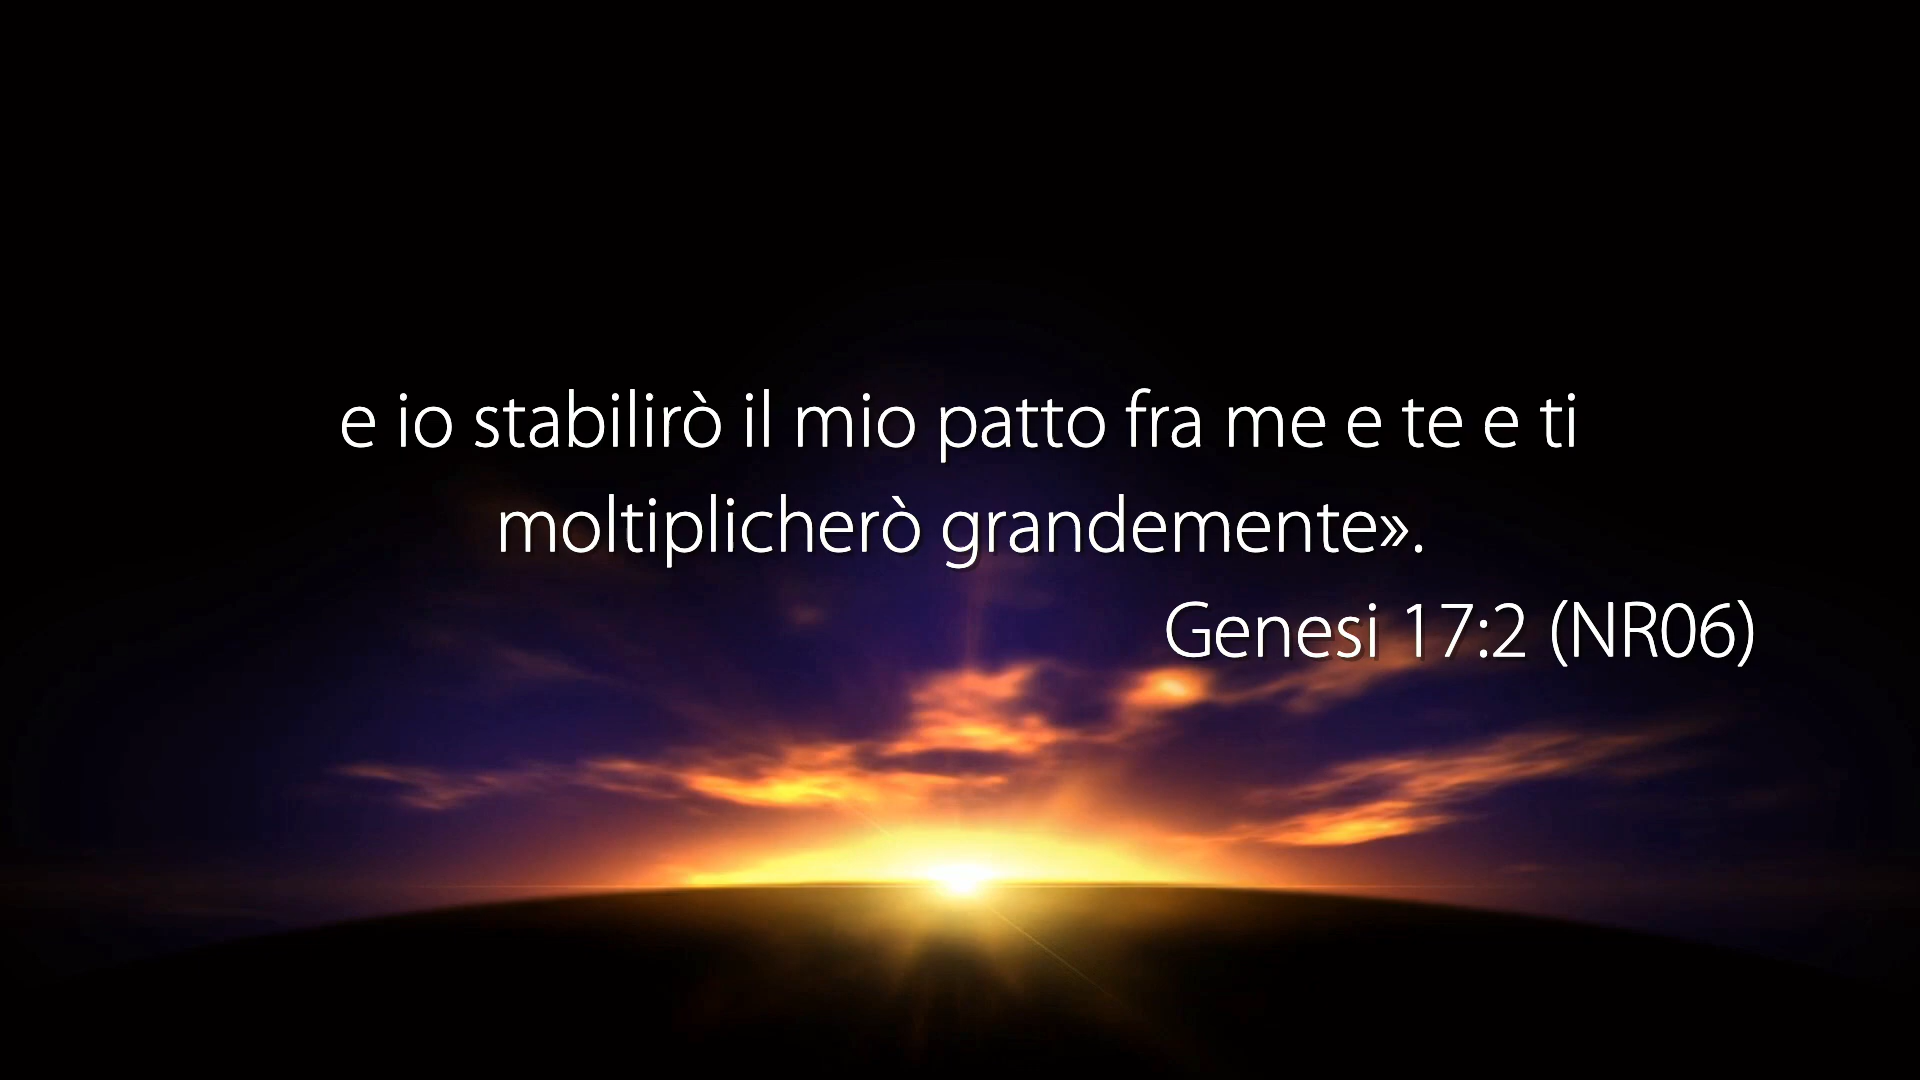 e io stabilirò il mio patto fra me e te e ti
moltiplicherò grandemente».
Genesi 17:2 (NR06)